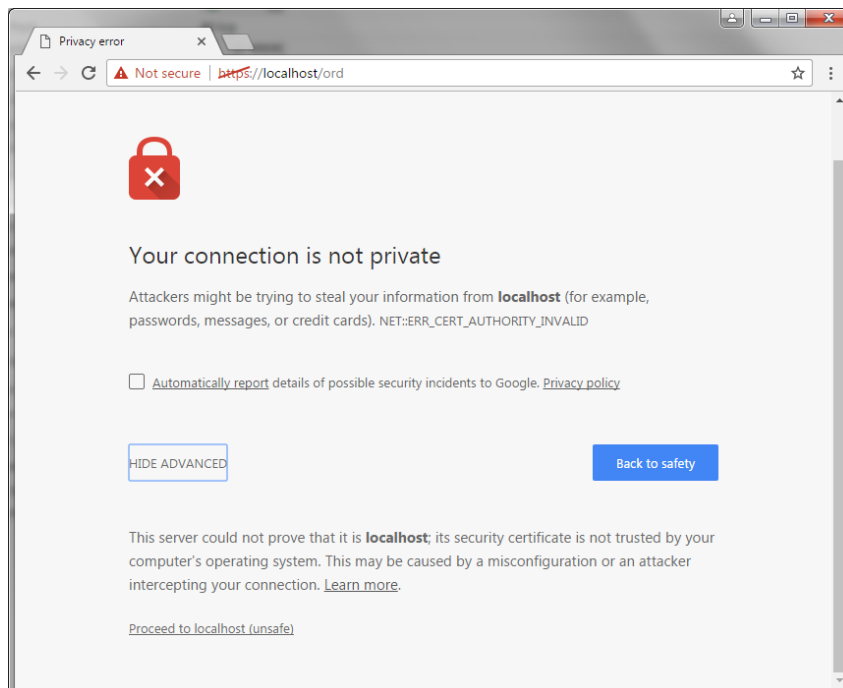 Privacy error
Not secure | https://localhost/ord
Your connection is not private
Attackers might be trying to steal your information from localhost (for example,
passwords, messages, or credit cards). NET::ERR_CERT_AUTHORITY_INVALID
Automatically report details of possible security incidents to Google. Privacy policy
HIDE ADVANCED
Back to safety
This server could not prove that it is localhost; its security certificate is not trusted by your
computer's operating system. This may be caused by a misconfiguration or an attacker
intercepting your connection. Learn more.
Proceed to localhost (unsafe)